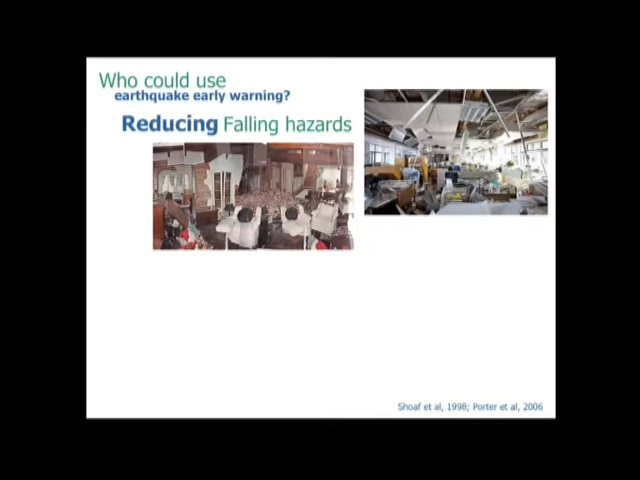 Who could use
earthquake early warning?
Reducing Falling hazards
Shoaf et al, 1998; Porter et al, 2006